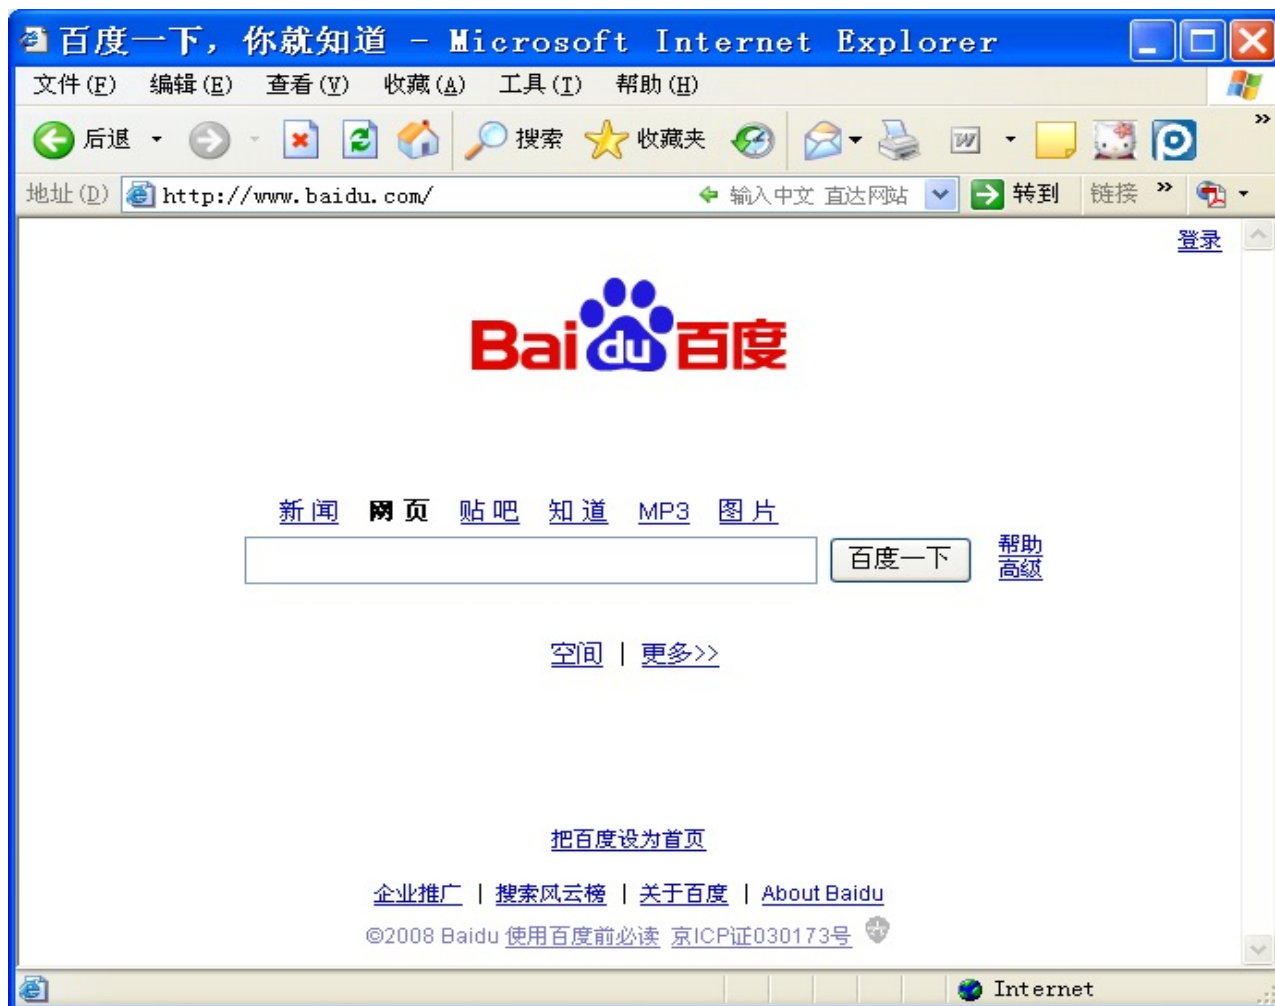 百度一下，你就知道 - Microsoft Internet Explorer
文件(F) 编辑(E) 查看(V) 收藏(A) 工具(T) 帮助(H)
后退 搜索 收藏夹 W »
地址(D) http://www.baidu.com/ 输入中文 直达网站 转到 链接 »
登录
Bai du 百度
新闻 网页 贴吧 知道 MP3 图片
百度一下 帮助
高级
空间 | 更多>>
把百度设为首页
企业推广 | 搜索风云榜 | 关于百度 | About Baidu
©2008 Baidu 使用百度前必读 京ICP证030173号
Internet